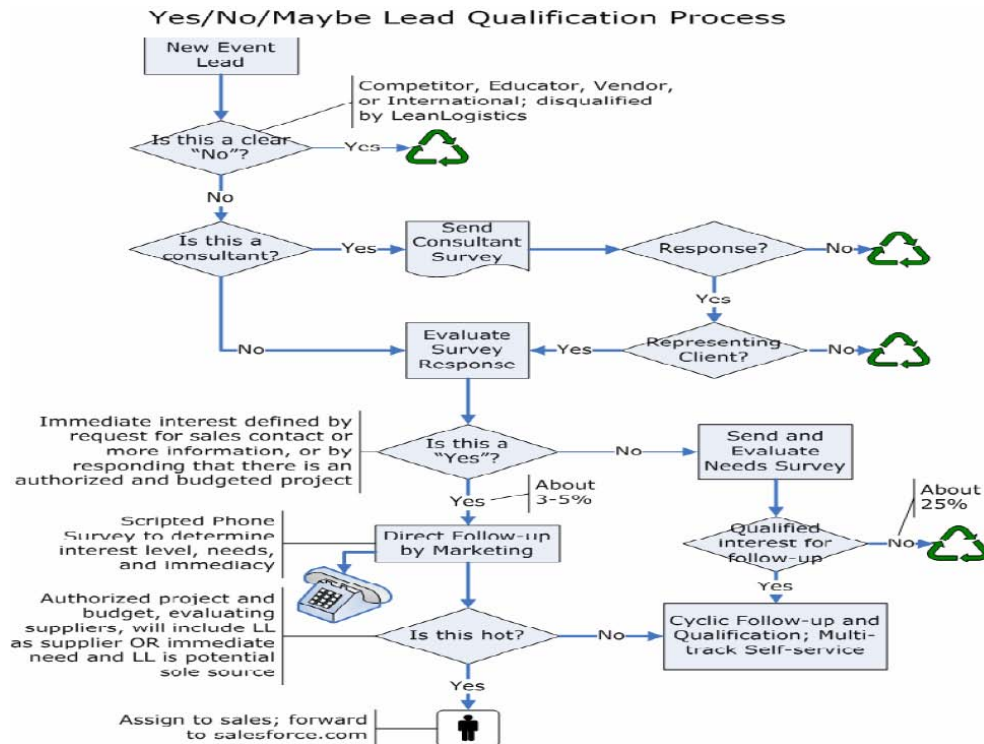 Yes/No/Maybe Lead Qualification Process
New Event
Lead
Competitor, Educator, Vendor,
or International; disqualified
by LeanLogistics
Is this a clear
"No"?
Yes
No
Is this a
consultant?
Yes
Send
Consultant
Survey
Response?
No
Yes
No
Evaluate
Survey
Response
Yes
Representing
Client?
No
Immediate interest defined by
request for sales contact or
more information, or by
responding that there is an
authorized and budgeted project
Is this a
"Yes"?
No
Send and
Evaluate
Needs Survey
Yes
About
3-5%
About
25%
Scripted Phone
Survey to determine
interest level, needs,
and immediacy
Direct Follow-up
by Marketing
Qualified
interest for
follow-up
No
Yes
Authorized project and
budget, evaluating
suppliers, will include LL
as supplier OR immediate
need and LL is potential
sole source
Is this hot?
No
Cyclic Follow-up and
Qualification; Multi-
track Self-service
Yes
Assign to sales; forward
to salesforce.com